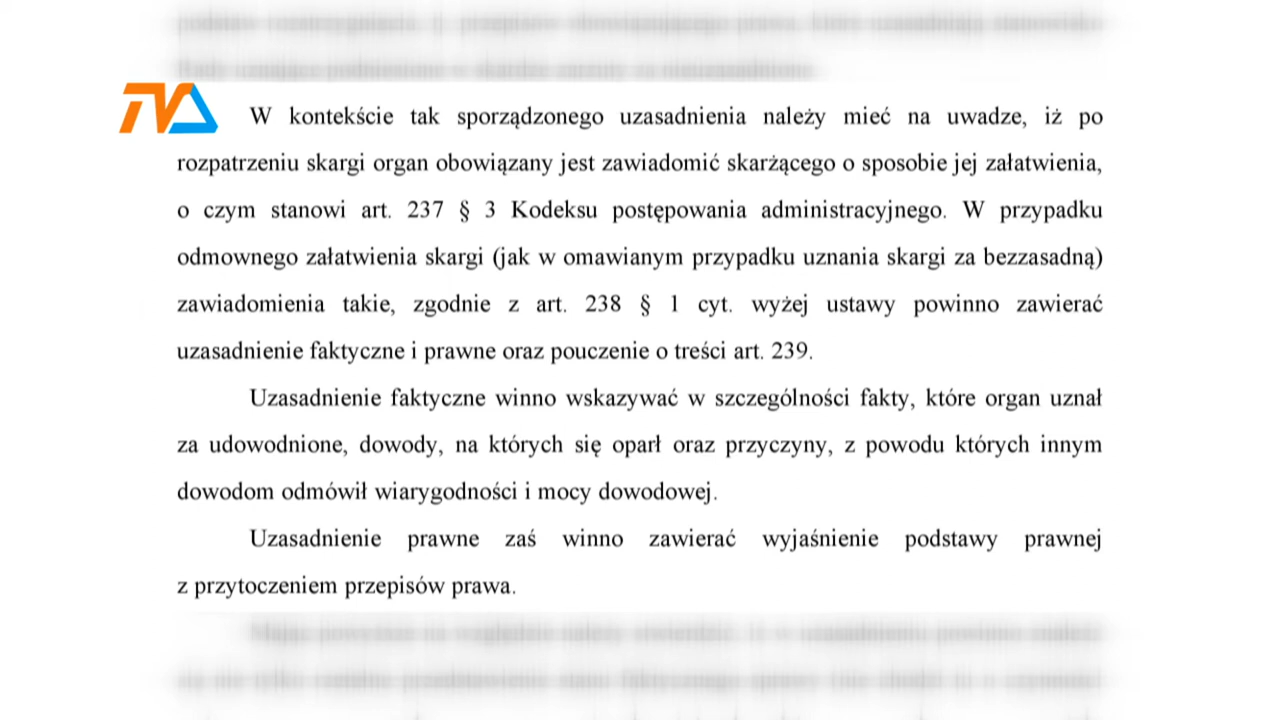 TVA
W kontekście tak sporządzonego uzasadnienia należy mieć na uwadze, iż po
rozpatrzeniu skargi organ obowiązany jest zawiadomić skarżącego o sposobie jej załatwienia,
o czym stanowi art. 237 § 3 Kodeksu postępowania administracyjnego. W przypadku
odmownego załatwienia skargi (jak w omawianym przypadku uznania skargi za bezzasadną)
zawiadomienia takie, zgodnie z art. 238 § 1 cyt. wyżej ustawy powinno zawierać
uzasadnienie faktyczne i prawne oraz pouczenie o treści art. 239.
Uzasadnienie faktyczne winno wskazywać w szczególności fakty, które organ uznał
za udowodnione, dowody, na których się oparł oraz przyczyny, z powodu których innym
dowodom odmówił wiarygodności i mocy dowodowej.
Uzasadnienie prawne zaś winno zawierać wyjaśnienie podstawy prawnej
z przytoczeniem przepisów prawa.